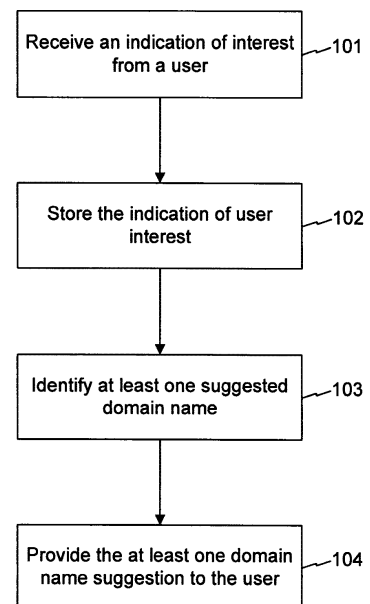 Receive an indication of interest
from a user
101
Store the indication of user
interest
102
Identify at least one suggested
domain name
103
Provide the at least one domain
name suggestion to the user
104